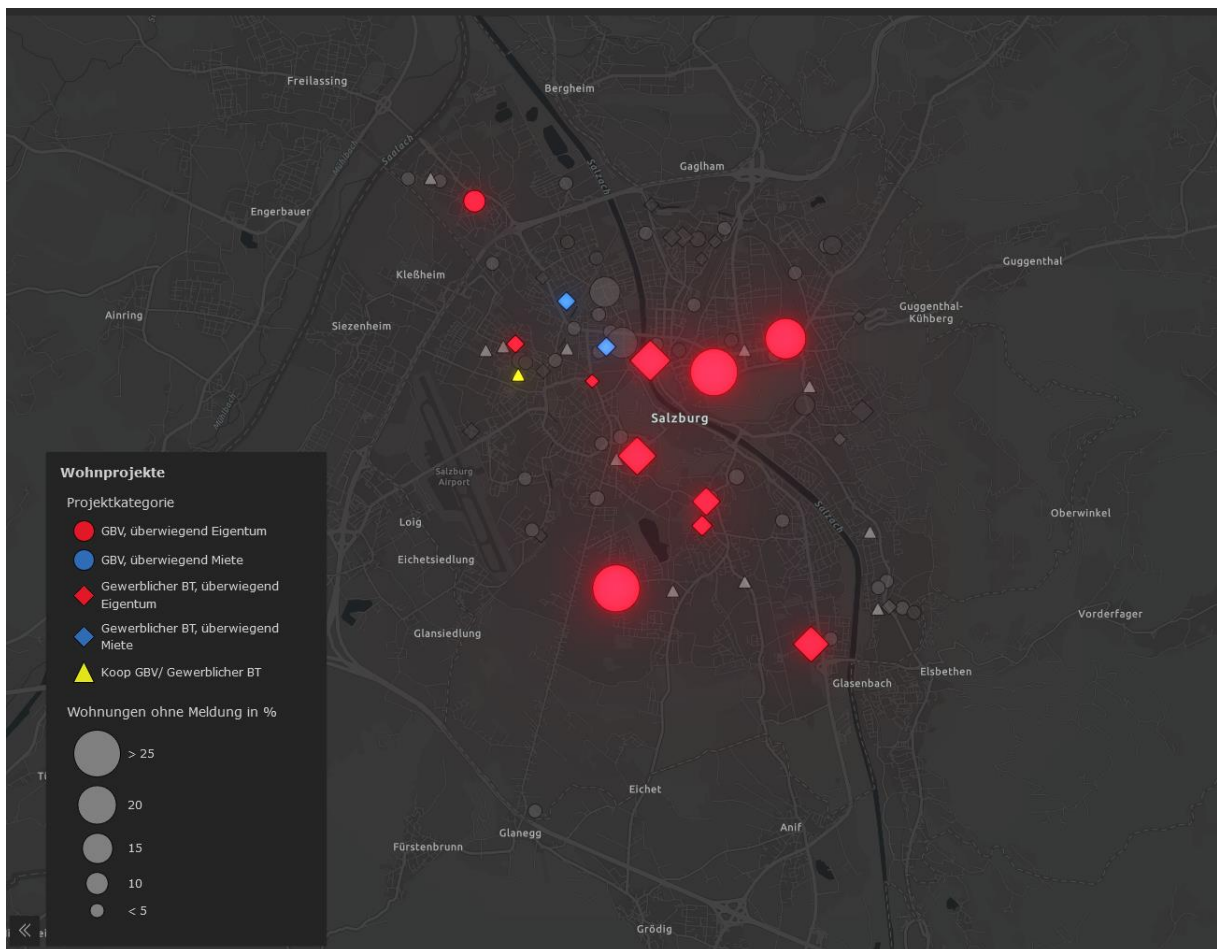 Freilassing
Bergheim
Saalach
Mühlbach
Salzach
Gaglham
Engerbauer
Guggenthal
Kleßheim
Ainring
Siezenheim
Guggenthal-
Kühberg
Mühlbach
Salzburg
Salzburg
Airport
Salzach
Oberwinkel
Loig
Eichetsiedlung
Vorderfager
Glansiedlung
Elsbethen
Glasenbach
Eichet
Anif
Glanegg
Fürstenbrunn
Grödig
Wohnprojekte
Projektkategorie
GBV, überwiegend Eigentum
GBV, überwiegend Miete
Gewerblicher BT, überwiegend
Eigentum
Gewerblicher BT, überwiegend
Miete
Koop GBV/ Gewerblicher BT
Wohnungen ohne Meldung in %
> 25
20
15
10
< 5